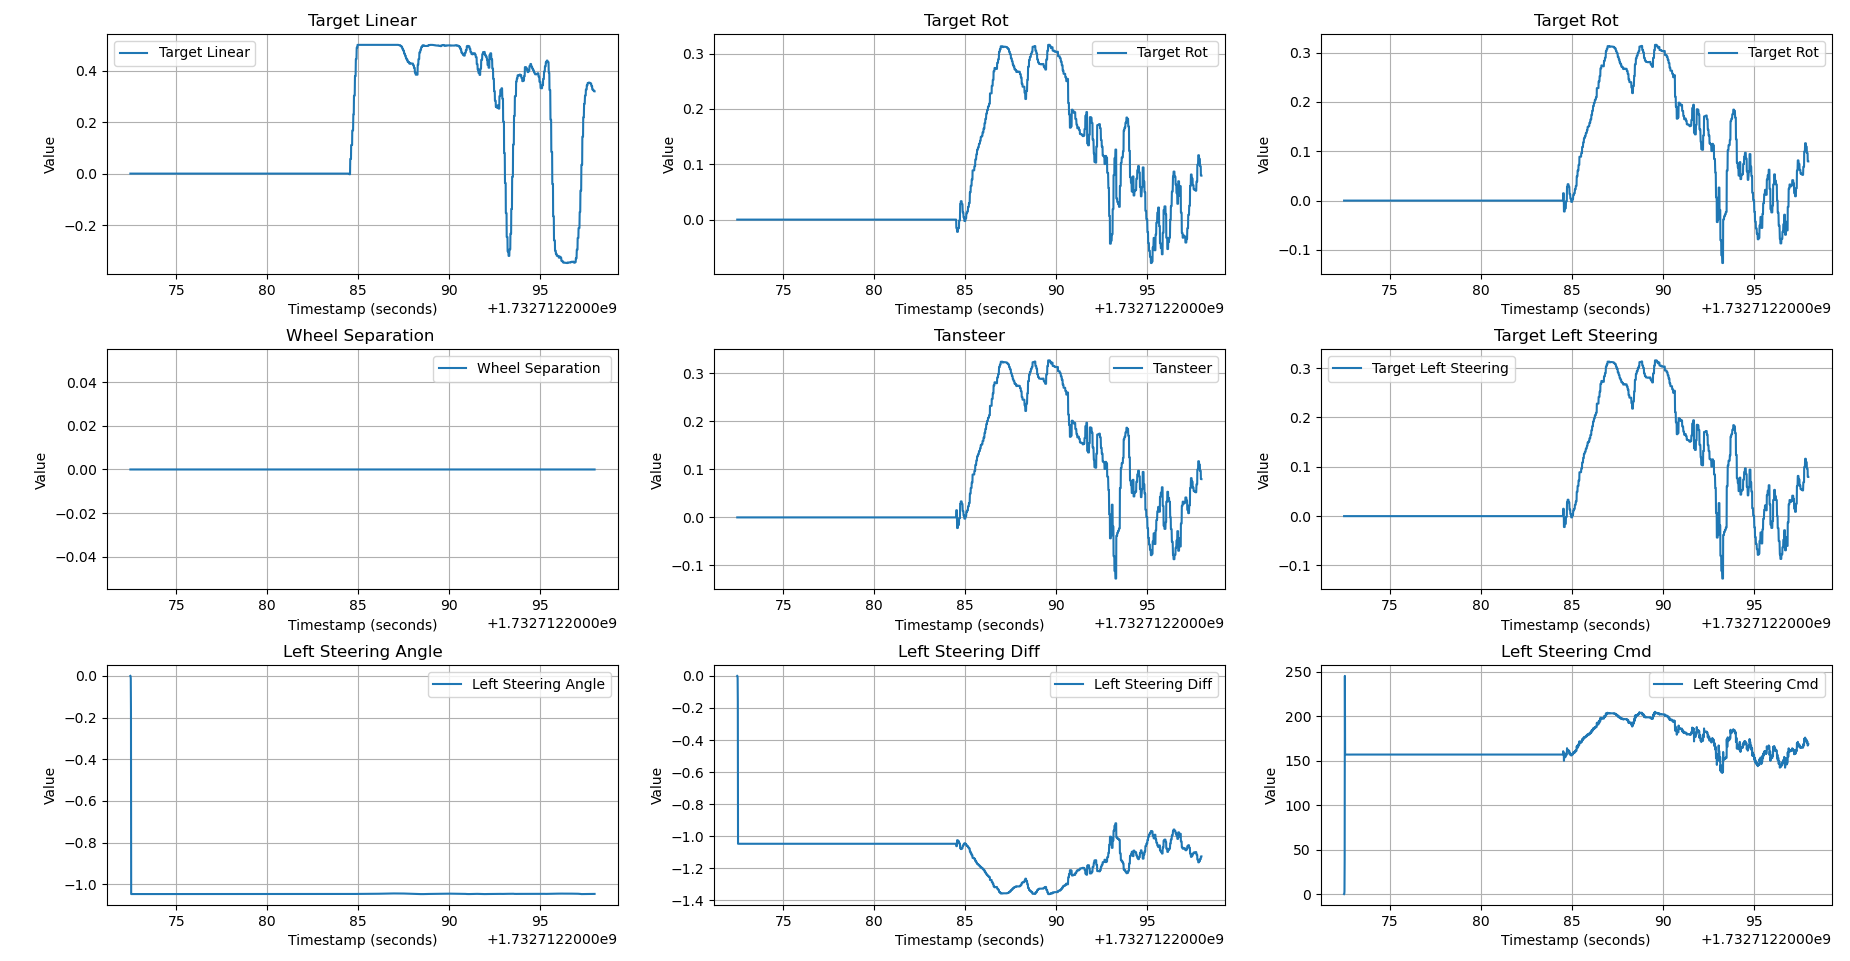 Target Linear
Target Linear
Value
0.4
0.2
0.0
−0.2
75 80 85 90 95
Timestamp (seconds) +1.7327122000e9
Target Rot
Target Rot
Value
0.3
0.2
0.1
0.0
75 80 85 90 95
Timestamp (seconds) +1.7327122000e9
Target Rot
Target Rot
Value
0.3
0.2
0.1
0.0
−0.1
75 80 85 90 95
Timestamp (seconds) +1.7327122000e9
Wheel Separation
Wheel Separation
Value
0.04
0.02
0.00
−0.02
−0.04
75 80 85 90 95
Timestamp (seconds) +1.7327122000e9
Tansteer
Tansteer
Value
0.3
0.2
0.1
0.0
−0.1
75 80 85 90 95
Timestamp (seconds) +1.7327122000e9
Target Left Steering
Target Left Steering
Value
0.3
0.2
0.1
0.0
−0.1
75 80 85 90 95
Timestamp (seconds) +1.7327122000e9
Left Steering Angle
Left Steering Angle
Value
0.0
−0.2
−0.4
−0.6
−0.8
−1.0
75 80 85 90 95
Timestamp (seconds) +1.7327122000e9
Left Steering Diff
Left Steering Diff
Value
0.0
−0.2
−0.4
−0.6
−0.8
−1.0
−1.2
−1.4
75 80 85 90 95
Timestamp (seconds) +1.7327122000e9
Left Steering Cmd
Left Steering Cmd
Value
250
200
150
100
50
0
75 80 85 90 95
Timestamp (seconds) +1.7327122000e9